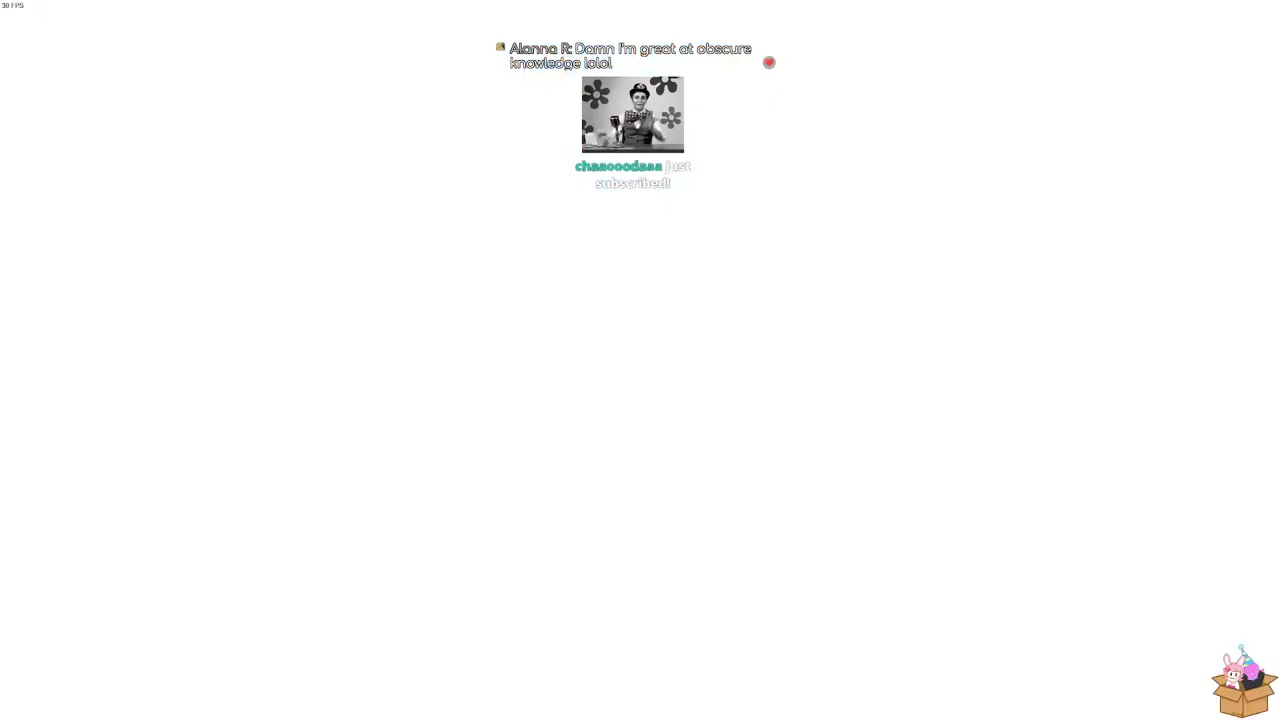 30 FPS
Alanna R: Damn I'm great at obscure
knowledge lolol
chaaooodaaa just
subscribed!